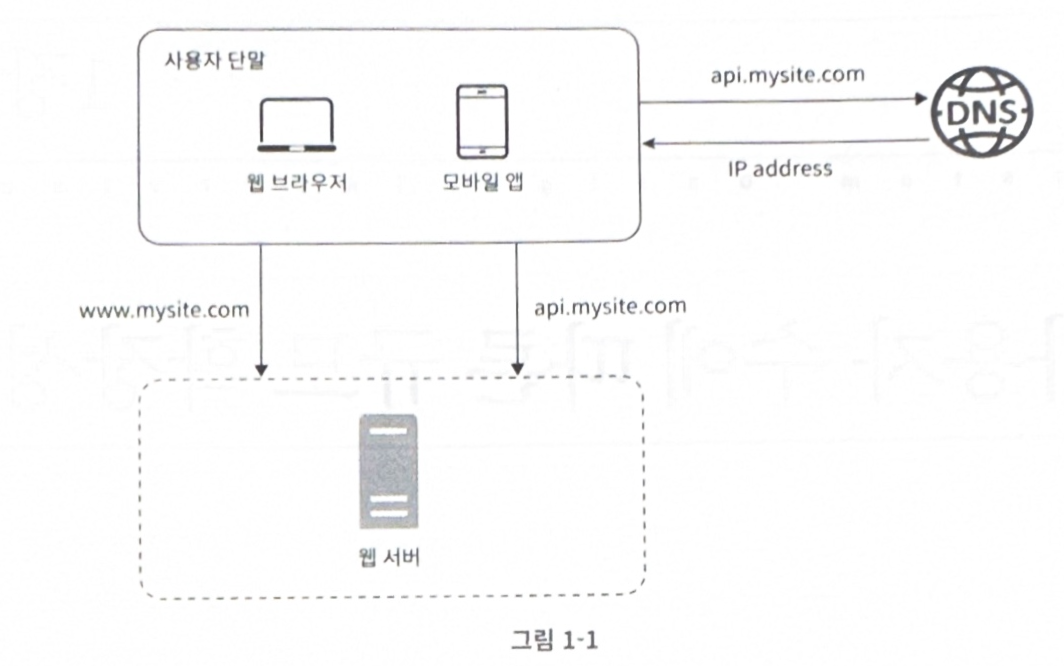 사용자 단말
api.mysite.com
DNS
웹 브라우저
모바일 앱
IP address
www.mysite.com
api.mysite.com
웹 서버
그림 1-1